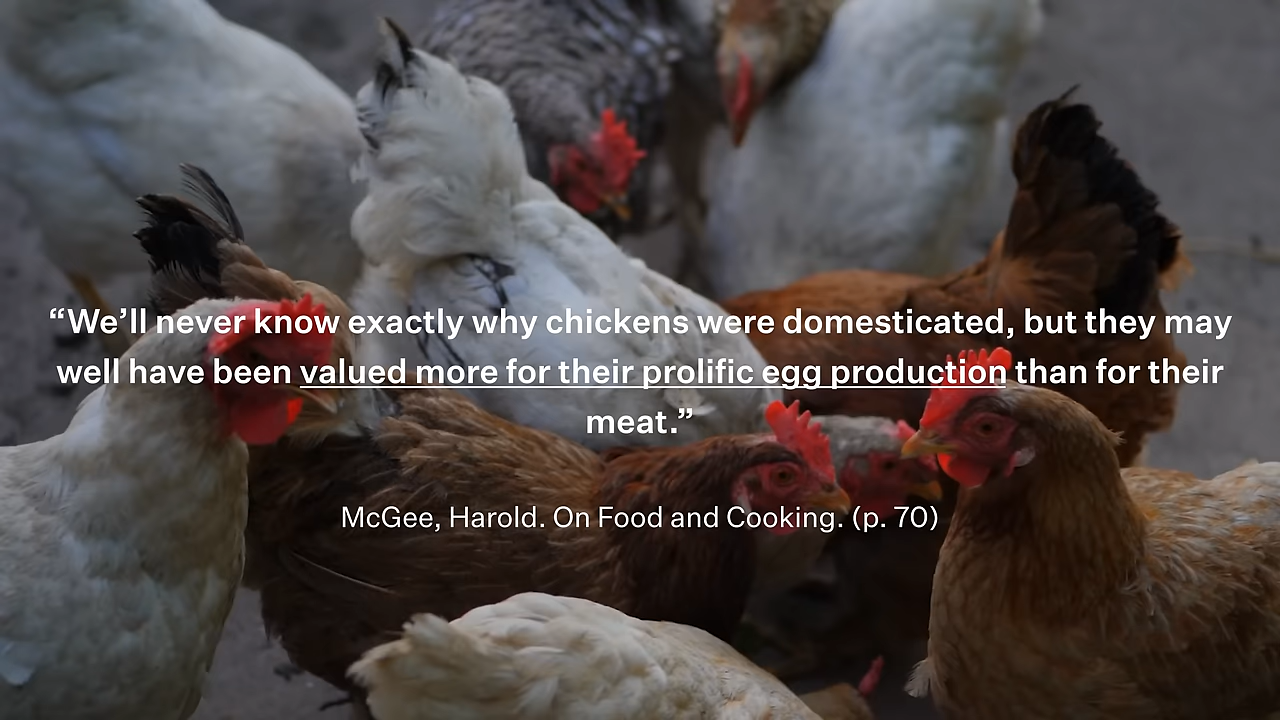 “We’ll never know exactly why chickens were domesticated, but they may
well have been valued more for their prolific egg production than for their
meat.”
McGee, Harold. On Food and Cooking. (p. 70)